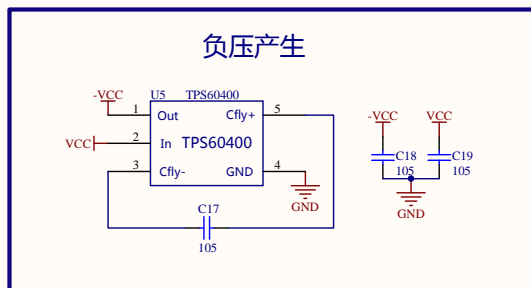 负压产生
U5 TPS60400
-VCC 1 Out Cfly+ 5
VCC 2 In TPS60400
3 Cfly- GND 4
GND
C17
105
-VCC VCC
C18 C19
105 105
GND